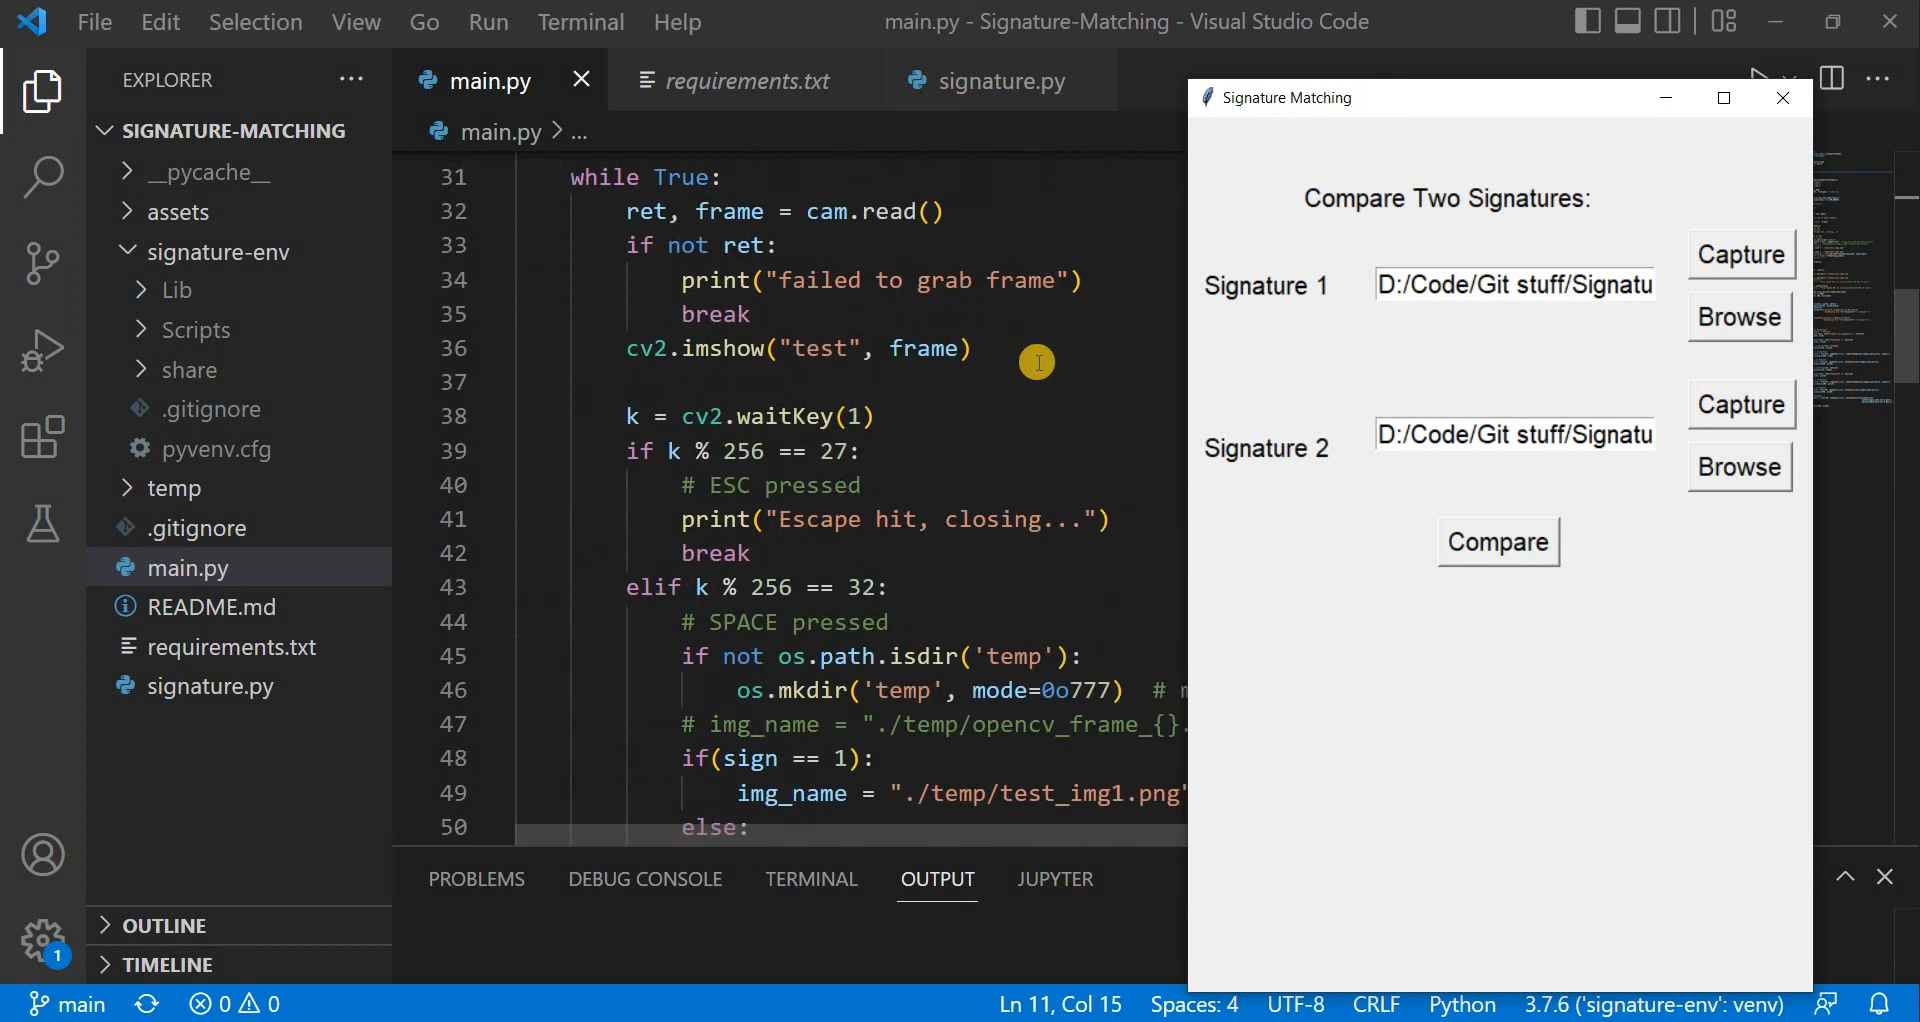 File Edit Selection View Go Run Terminal Help main.py - Signature-Matching - Visual Studio Code
EXPLORER
SIGNATURE-MATCHING
__pycache__
assets
signature-env
Lib
Scripts
share
.gitignore
pyvenv.cfg
temp
.gitignore
main.py
README.md
requirements.txt
signature.py
OUTLINE
TIMELINE
1
main.py requirements.txt signature.py
main.py > ...
31 while True:
32 ret, frame = cam.read()
33 if not ret:
34 print("failed to grab frame")
35 break
36 cv2.imshow("test", frame)
37
38 k = cv2.waitKey(1)
39 if k % 256 == 27:
40 # ESC pressed
41 print("Escape hit, closing...")
42 break
43 elif k % 256 == 32:
44 # SPACE pressed
45 if not os.path.isdir('temp'):
46 os.mkdir('temp', mode=0o777) #
47 # img_name = "./temp/opencv_frame_{}.
48 if(sign == 1):
49 img_name = "./temp/test_img1.png"
50 else:
PROBLEMS DEBUG CONSOLE TERMINAL OUTPUT JUPYTER
Signature Matching
Compare Two Signatures:
Capture
Signature 1 D:/Code/Git stuff/Signatu
Browse
Capture
Signature 2 D:/Code/Git stuff/Signatu
Browse
Compare
main 0 0 Ln 11, Col 15 Spaces: 4 UTF-8 CRLF Python 3.7.6 ('signature-env': venv)